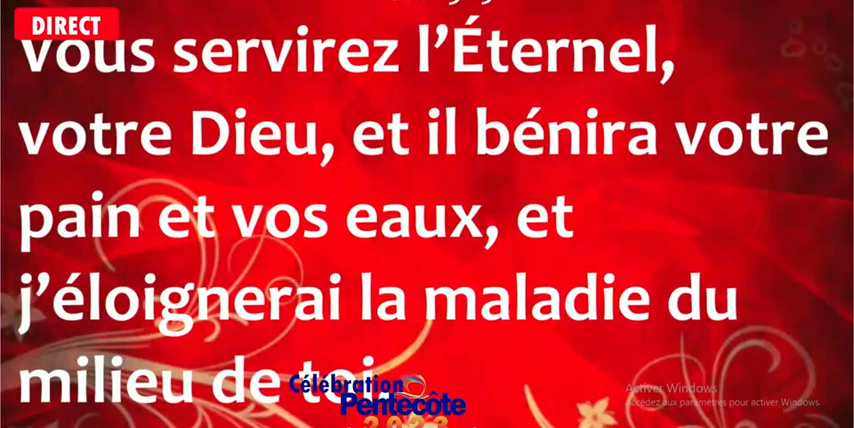 DIRECT
Vous servirez l’Éternel,
votre Dieu, et il bénira votre
pain et vos eaux, et
j’éloignerai la maladie du
milieu de toi.
Célébration
Pentecôte
2023
Activer Windows
Accédez aux paramètres pour activer Windows.